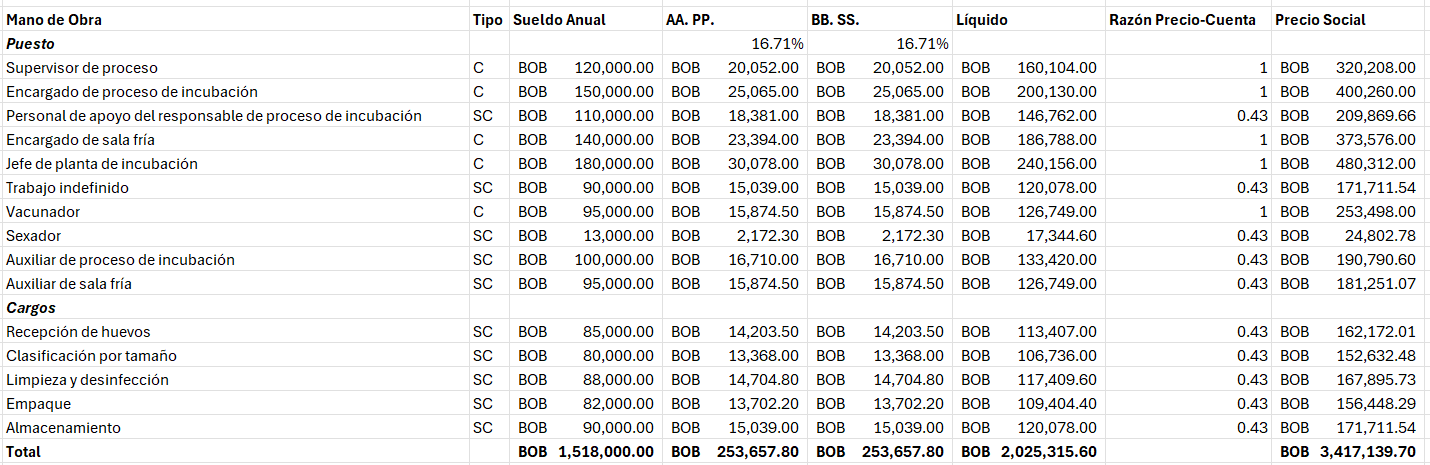 Mano de Obra Tipo Sueldo Anual AA. PP. BB. SS. Líquido Razón Precio-Cuenta Precio Social
Puesto 16.71% 16.71%
Supervisor de proceso C BOB 120,000.00 BOB 20,052.00 BOB 20,052.00 BOB 160,104.00 1 BOB 320,208.00
Encargado de proceso de incubación C BOB 150,000.00 BOB 25,065.00 BOB 25,065.00 BOB 200,130.00 1 BOB 400,260.00
Personal de apoyo del responsable de proceso de incubación SC BOB 110,000.00 BOB 18,381.00 BOB 18,381.00 BOB 146,762.00 0.43 BOB 209,869.66
Encargado de sala fría C BOB 140,000.00 BOB 23,394.00 BOB 23,394.00 BOB 186,788.00 1 BOB 373,576.00
Jefe de planta de incubación C BOB 180,000.00 BOB 30,078.00 BOB 30,078.00 BOB 240,156.00 1 BOB 480,312.00
Trabajo indefinido SC BOB 90,000.00 BOB 15,039.00 BOB 15,039.00 BOB 120,078.00 0.43 BOB 171,711.54
Vacunador C BOB 95,000.00 BOB 15,874.50 BOB 15,874.50 BOB 126,749.00 1 BOB 253,498.00
Sexador SC BOB 13,000.00 BOB 2,172.30 BOB 2,172.30 BOB 17,344.60 0.43 BOB 24,802.78
Auxiliar de proceso de incubación SC BOB 100,000.00 BOB 16,710.00 BOB 16,710.00 BOB 133,420.00 0.43 BOB 190,790.60
Auxiliar de sala fría SC BOB 95,000.00 BOB 15,874.50 BOB 15,874.50 BOB 126,749.00 0.43 BOB 181,251.07
Cargos
Recepción de huevos SC BOB 85,000.00 BOB 14,203.50 BOB 14,203.50 BOB 113,407.00 0.43 BOB 162,172.01
Clasificación por tamaño SC BOB 80,000.00 BOB 13,368.00 BOB 13,368.00 BOB 106,736.00 0.43 BOB 152,632.48
Limpieza y desinfección SC BOB 88,000.00 BOB 14,704.80 BOB 14,704.80 BOB 117,409.60 0.43 BOB 167,895.73
Empaque SC BOB 82,000.00 BOB 13,702.20 BOB 13,702.20 BOB 109,404.40 0.43 BOB 156,448.29
Almacenamiento SC BOB 90,000.00 BOB 15,039.00 BOB 15,039.00 BOB 120,078.00 0.43 BOB 171,711.54
Total BOB 1,518,000.00 BOB 253,657.80 BOB 253,657.80 BOB 2,025,315.60 BOB 3,417,139.70